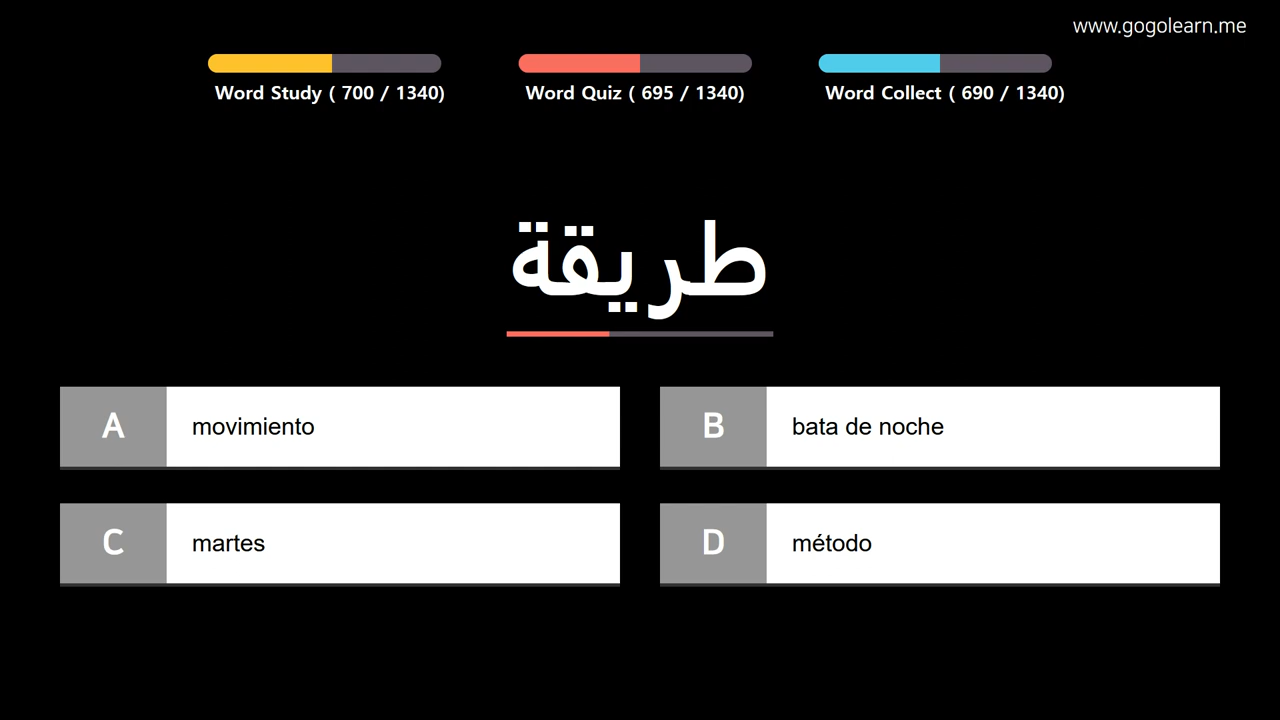 www.gogolearn.me
Word Study ( 700 / 1340)
Word Quiz ( 695 / 1340)
Word Collect ( 690 / 1340)
طريقة
A movimiento
B bata de noche
C martes
D método